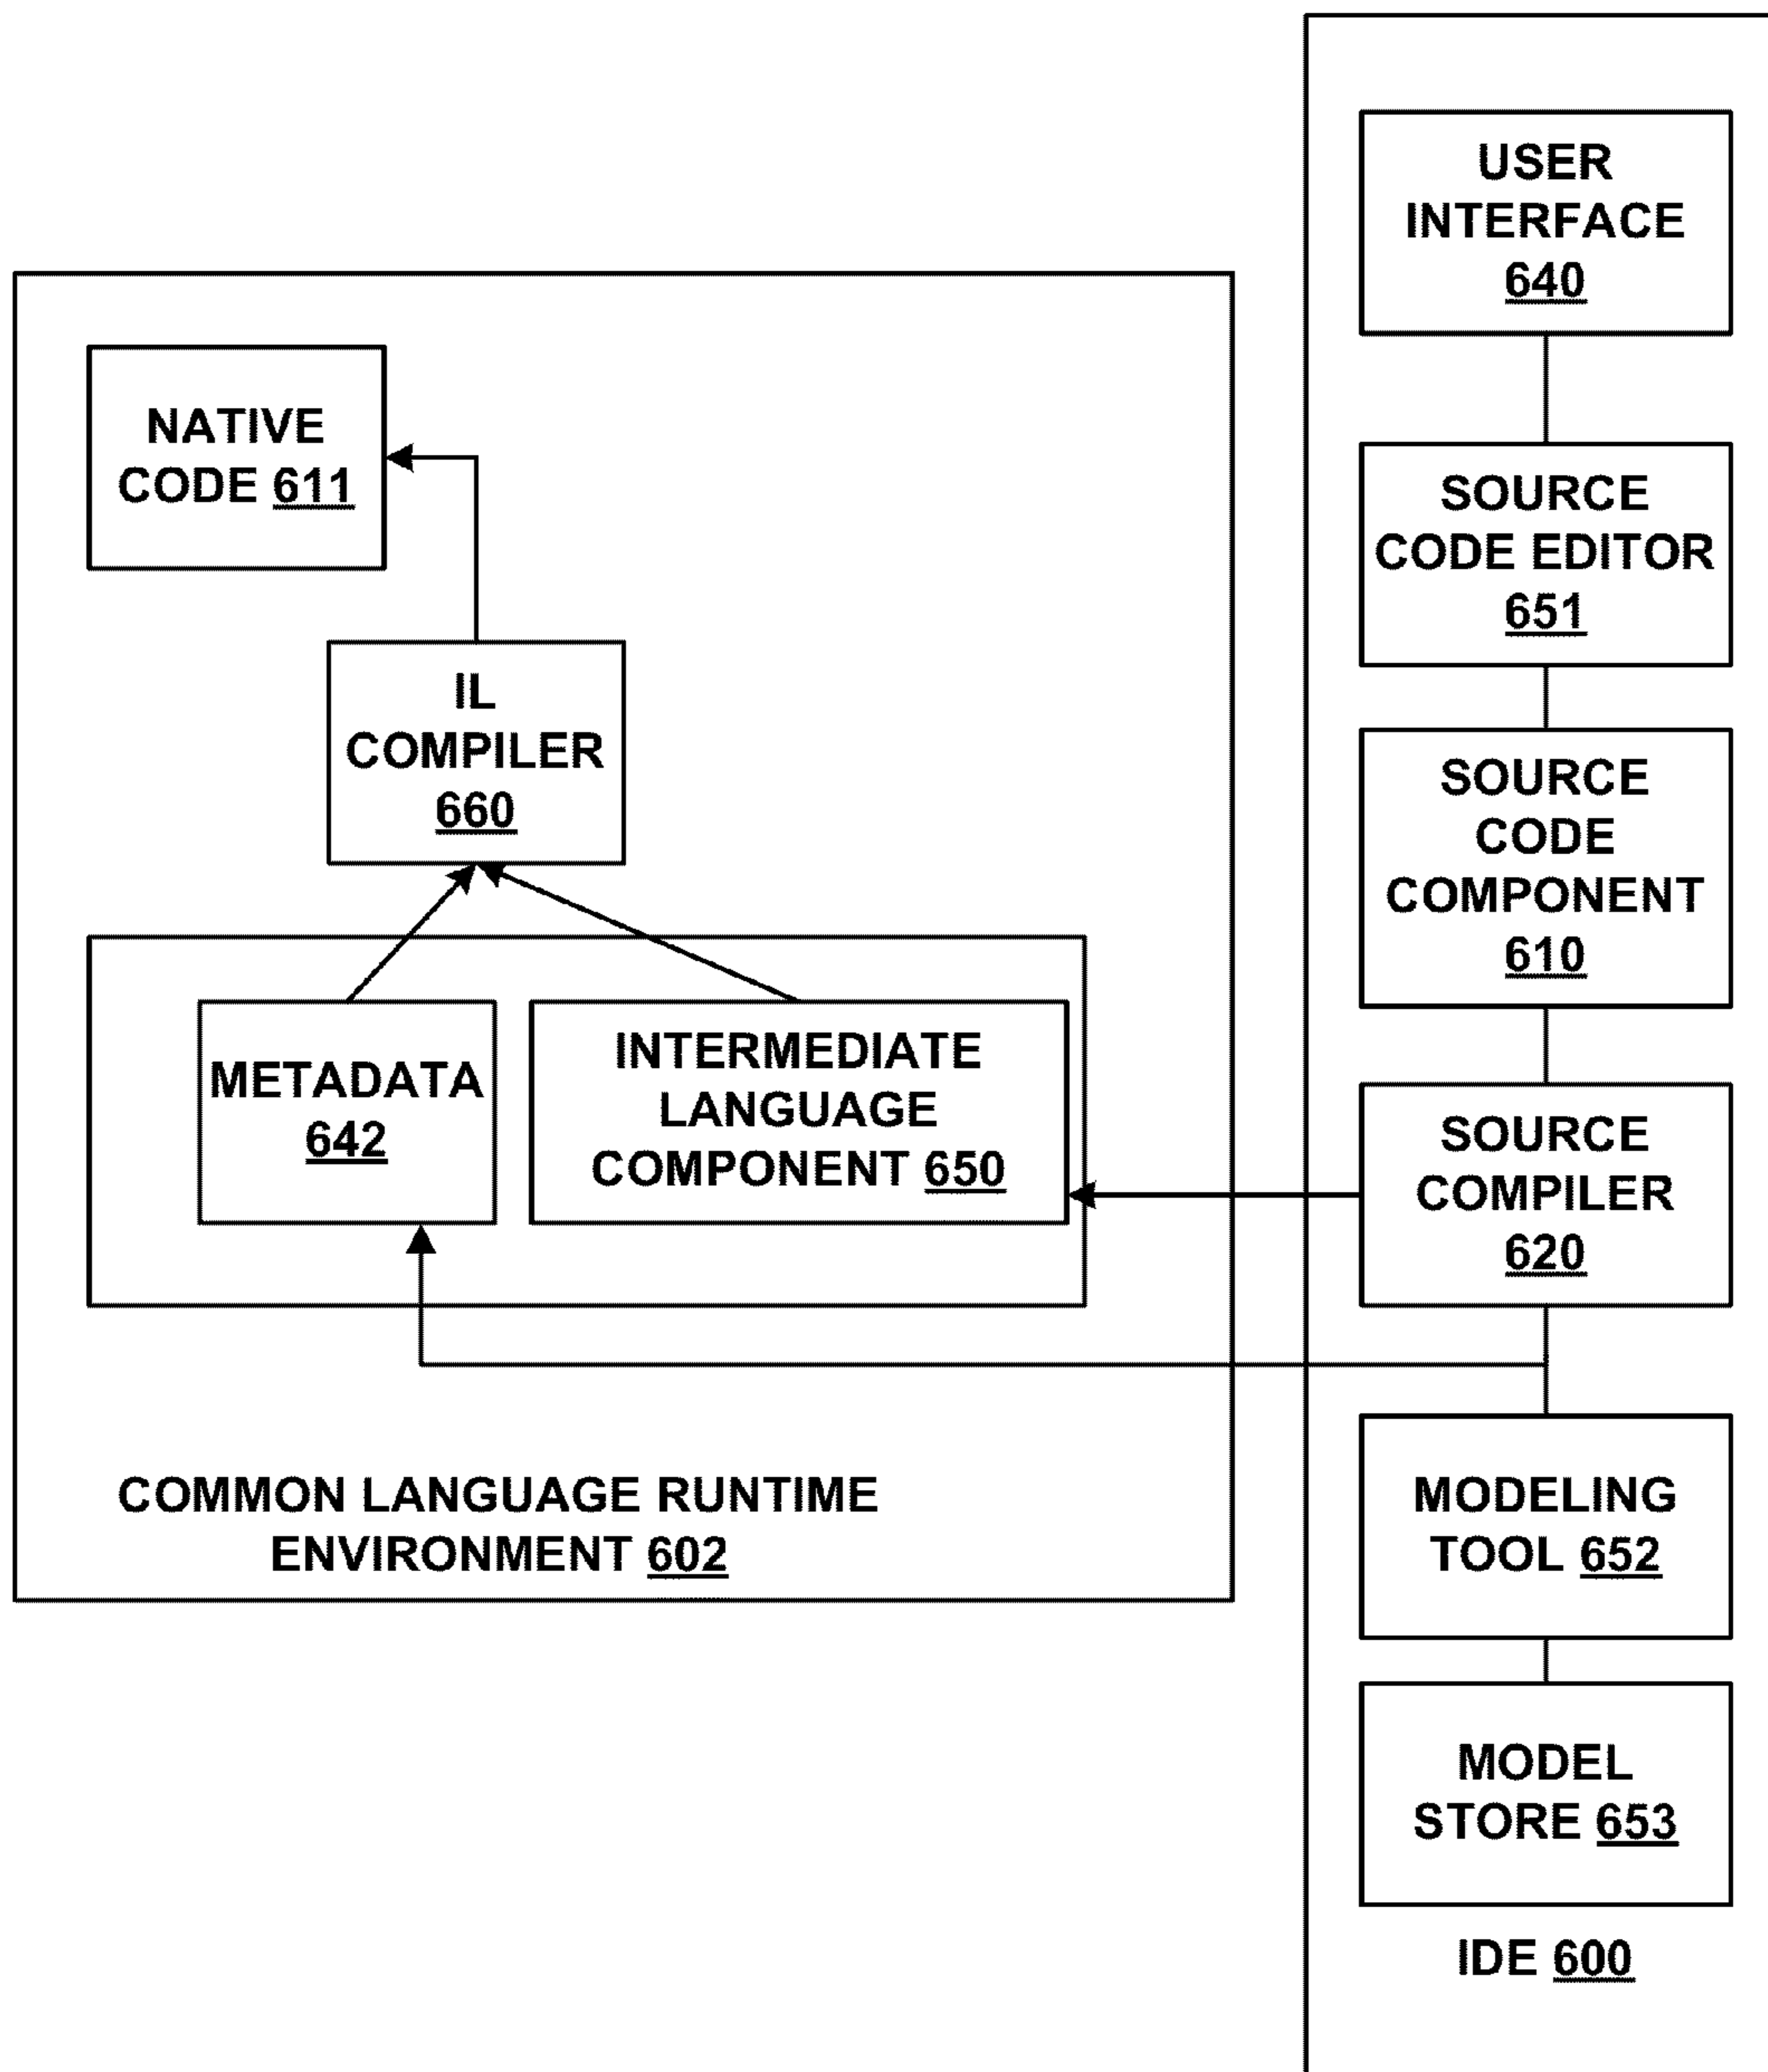 USER
INTERFACE
640
NATIVE
CODE 611
SOURCE
CODE EDITOR
651
IL
COMPILER
660
SOURCE
CODE
COMPONENT
610
METADATA
642
INTERMEDIATE
LANGUAGE
COMPONENT 650
SOURCE
COMPILER
620
COMMON LANGUAGE RUNTIME
ENVIRONMENT 602
MODELING
TOOL 652
MODEL
STORE 653
IDE 600